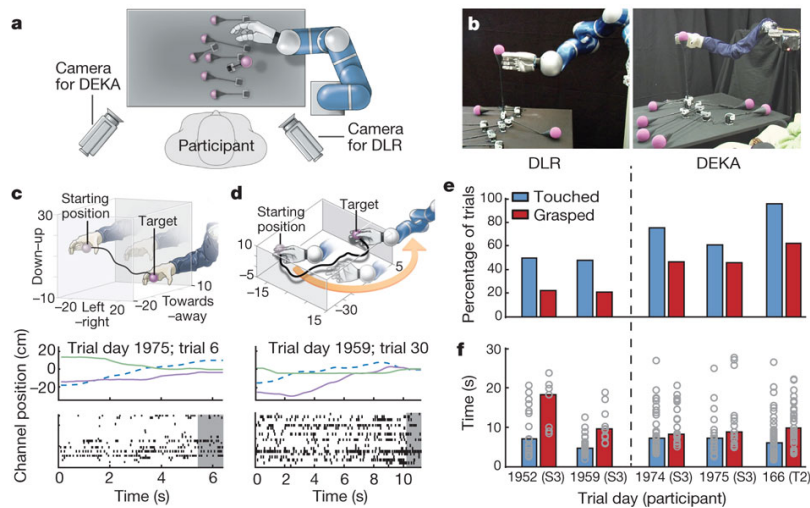 a
Camera
for DEKA
Participant
Camera
for DLR
b
DLR
DEKA
c
Starting
position
Target
30
Down–up
–10
–20
Left
–right
20
–20
–10
Towards
–away
d
Starting
position
Target
10
–5
–15
15
–30
5
e
Touched
Grasped
Percentage of trials
100
80
60
40
20
0
Trial day 1975; trial 6
Trial day 1959; trial 30
Channel position (cm)
20
0
–20
0
2
4
6
Time (s)
0
2
4
6
8
10
Time (s)
f
Time (s)
30
20
10
0
1952 (S3)
1959 (S3)
1974 (S3)
1975 (S3)
166 (T2)
Trial day (participant)